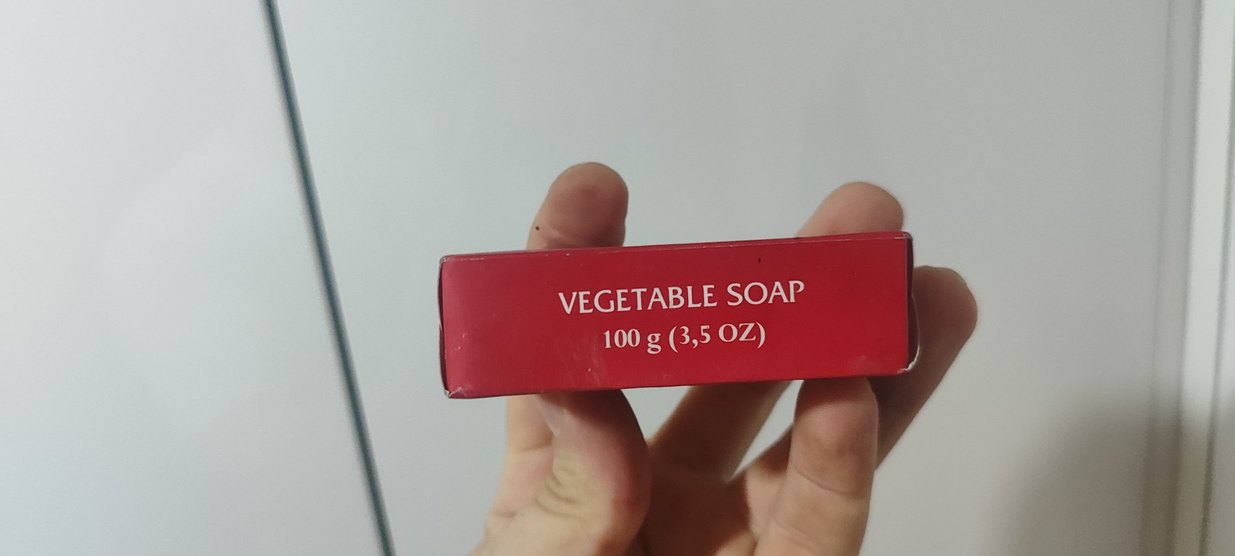 VEGETABLE SOAP
100 g (3,5 OZ)